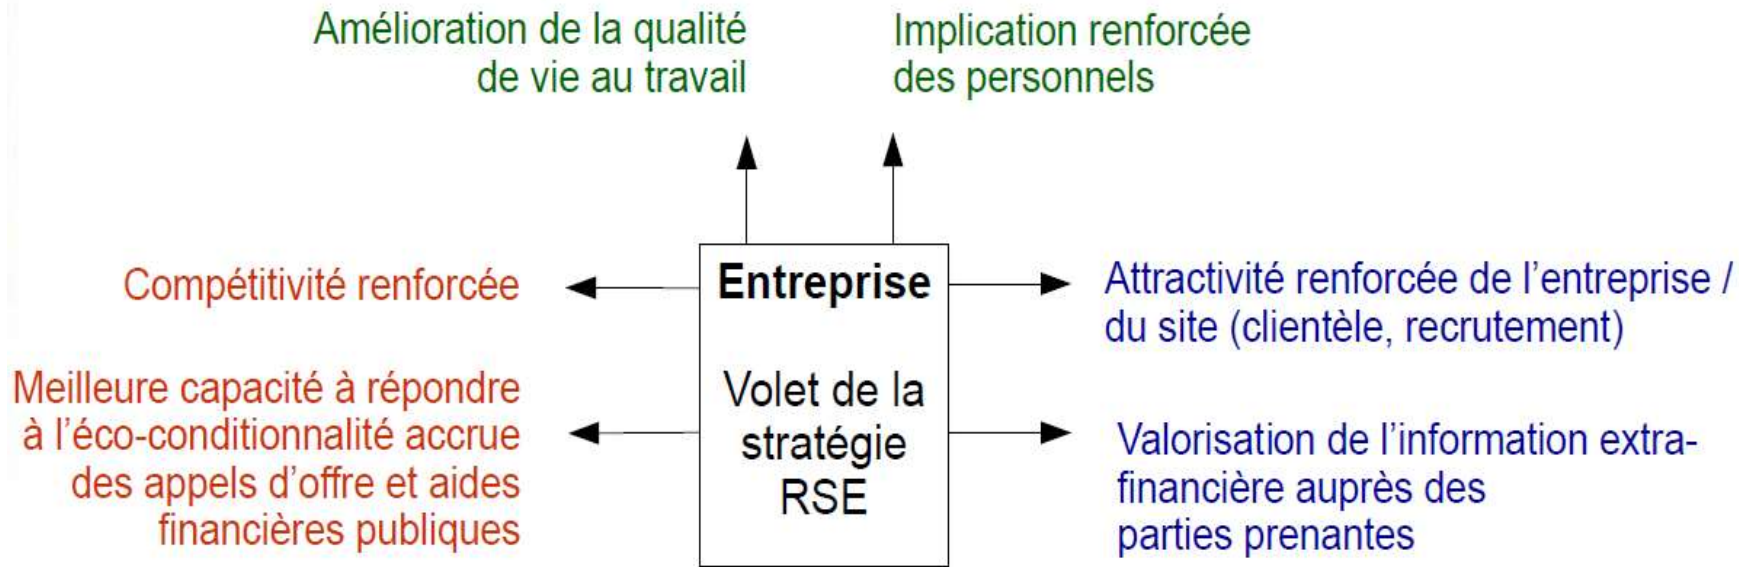 Amélioration de la qualité
de vie au travail
Implication renforcée
des personnels
Compétitivité renforcée
Meilleure capacité à répondre
à l’éco-conditionnalité accrue
des appels d’offre et aides
financières publiques
Entreprise
Volet de la
stratégie
RSE
Attractivité renforcée de l’entreprise /
du site (clientèle, recrutement)
Valorisation de l’information extra-
financière auprès des
parties prenantes